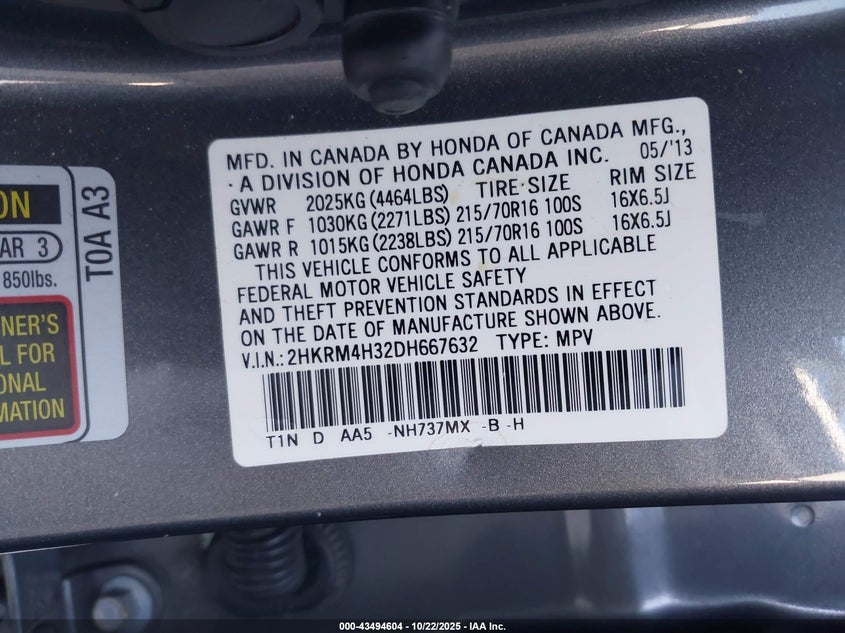 MFD. IN CANADA BY HONDA OF CANADA MFG.,
·A DIVISION OF HONDA CANADA INC. 05/'13
GVWR 2025KG(4464LBS) TIRE SIZE RIM SIZE
GAWR F 1030KG(2271LBS) 215/70R16 100S 16X6.5J
GAWR R 1015KG(2238LBS) 215/70R16 100S 16X6.5J
THIS VEHICLE CONFORMS TO ALL APPLICABLE
FEDERAL MOTOR VEHICLE SAFETY
AND THEFT PREVENTION STANDARDS IN EFFECT
ON THE DATE OF MANUFACTURE SHOWN ABOVE.
V.I.N.: 2HKRM4H32DH667632 TYPE: MPV
T1N D AA5 -NH737MX -B -H
ON
AR 3
850lbs.
NER'S
L FOR
ONAL
MATION
T0A A3
000-43494604 - 10/22/2025 - IAA Inc.